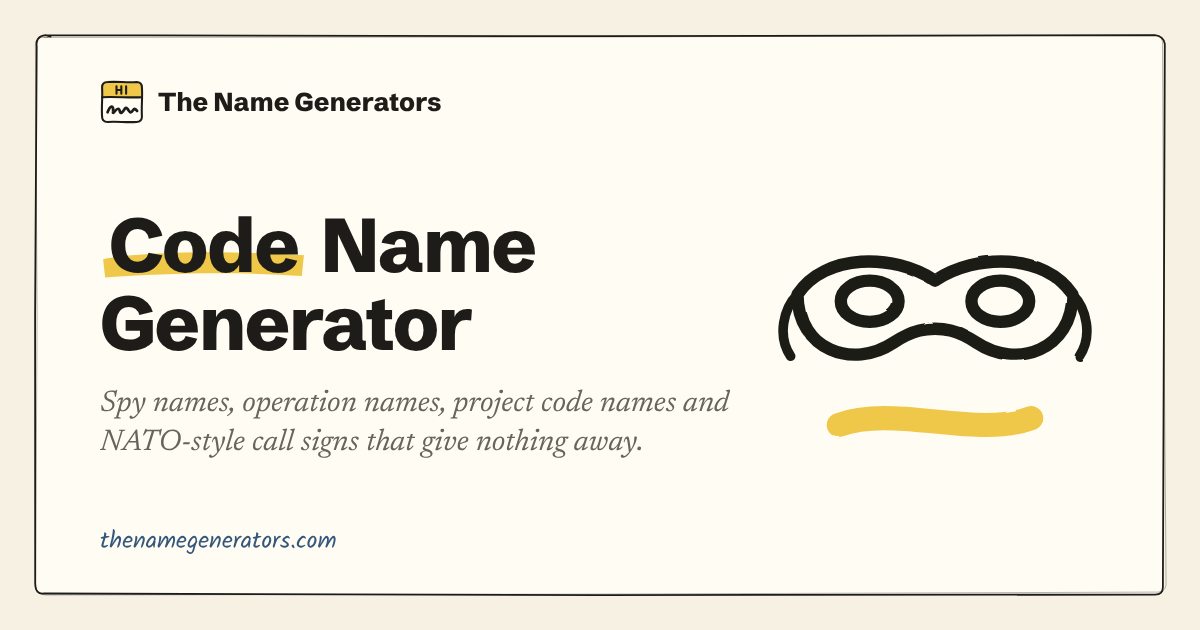 HI
The Name Generators
Code Name
Generator
Spy names, operation names, project code names and
NATO-style call signs that give nothing away.
thenamegenerators.com